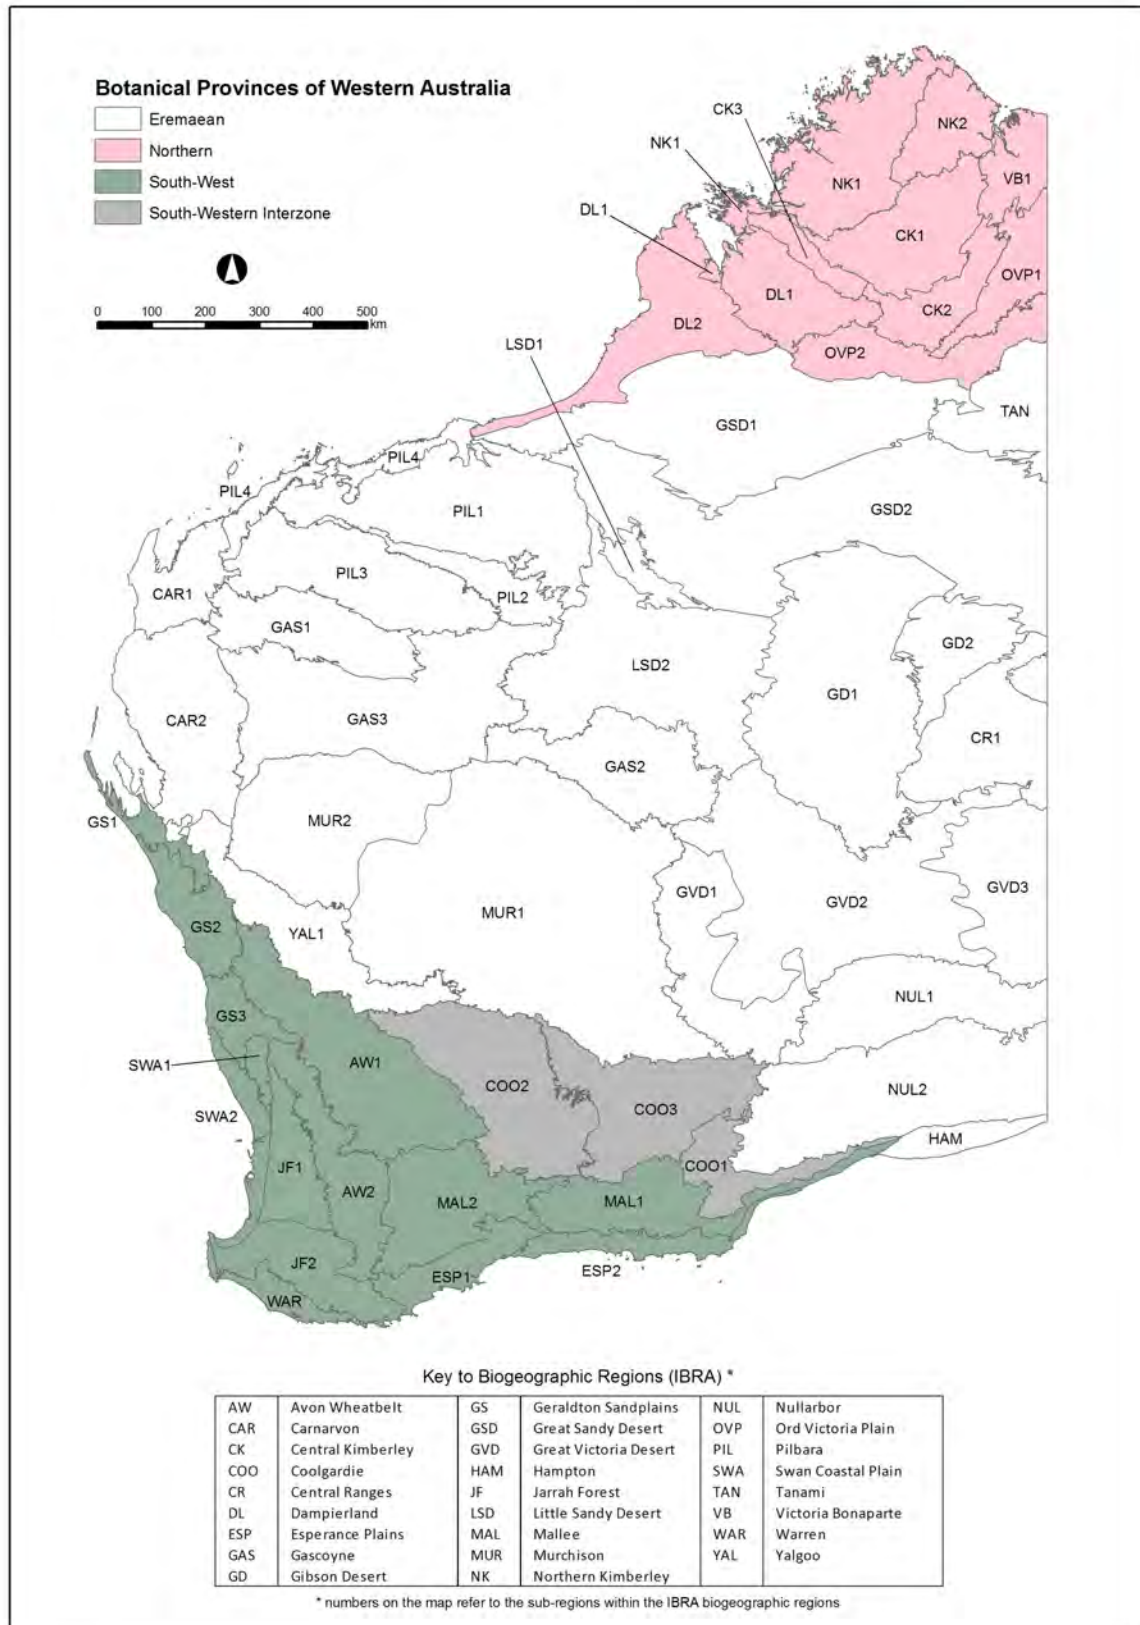 Botanical Provinces of Western Australia
Eremaean
Northern
South-West
South-Western Interzone
0 100 200 300 400 500
km
CK3
NK2
NK1
NK1
VB1
DL1
CK1
OVP1
DL1
CK2
DL2
OVP2
LSD1
TAN
GSD1
PIL4
PIL4
PIL1
GSD2
PIL3
CAR1
PIL2
GAS1
GD2
LSD2
GD1
CAR2
GAS3
CR1
GAS2
GS1
MUR2
GVD1
GVD3
GVD2
MUR1
GS2
YAL1
NUL1
GS3
SWA1
AW1
COO2
NUL2
COO3
SWA2
HAM
JF1
COO1
AW2
MAL2
MAL1
JF2
ESP2
ESP1
WAR
Key to Biogeographic Regions (IBRA) *
AW Avon Wheatbelt GS Geraldton Sandplains NUL Nullarbor
CAR Carnarvon GSD Great Sandy Desert OVP Ord Victoria Plain
CK Central Kimberley GVD Great Victoria Desert PIL Pilbara
COO Coolgardie HAM Hampton SWA Swan Coastal Plain
CR Central Ranges JF Jarrah Forest TAN Tanami
DL Dampierland LSD Little Sandy Desert VB Victoria Bonaparte
ESP Esperance Plains MAL Mallee WAR Warren
GAS Gascoyne MUR Murchison YAL Yalgoo
GD Gibson Desert NK Northern Kimberley
* numbers on the map refer to the sub-regions within the IBRA biogeographic regions